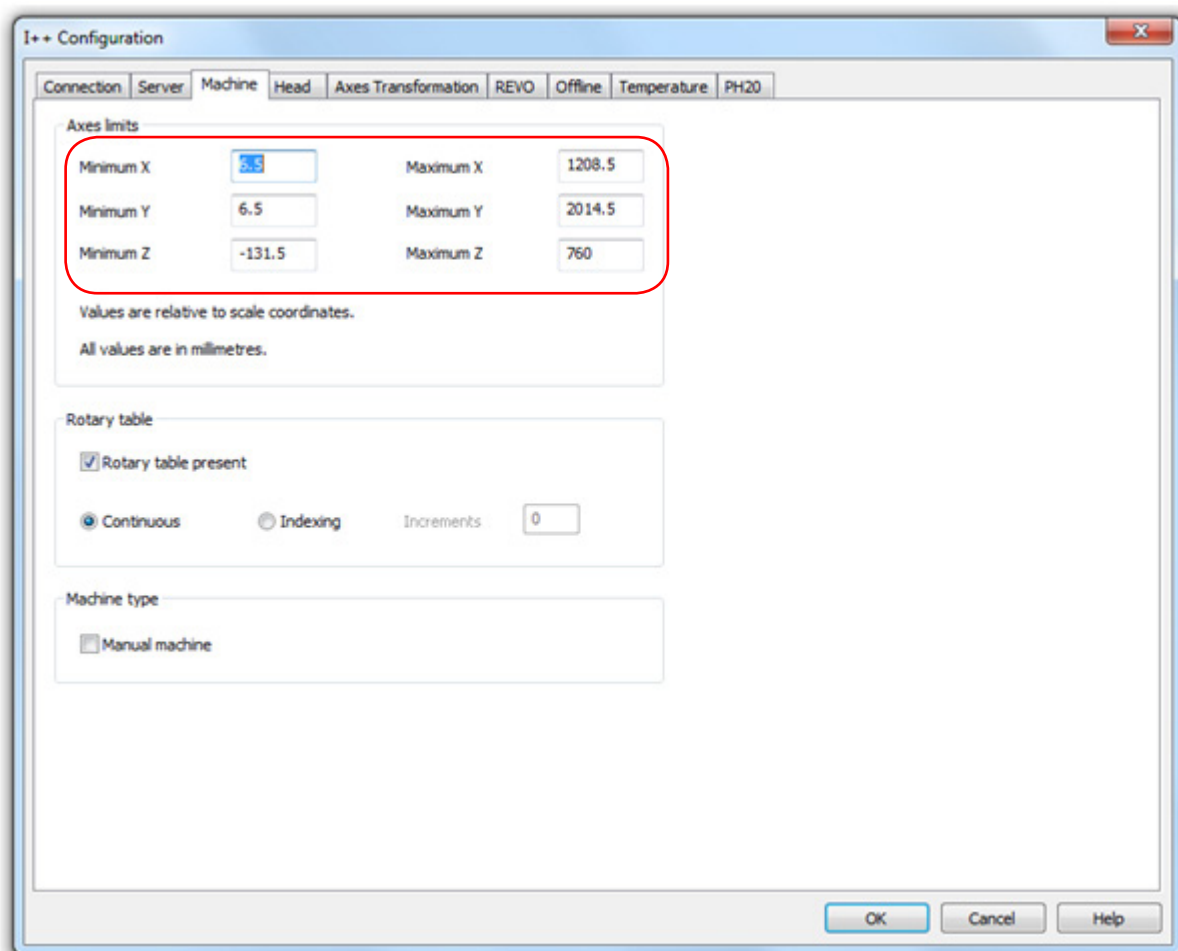 I++ Configuration
Connection Server Machine Head Axes Transformation REVO Offline Temperature PH20
Axes limits
Minimum X 6.5 Maximum X 1208.5
Minimum Y 6.5 Maximum Y 2014.5
Minimum Z -131.5 Maximum Z 760
Values are relative to scale coordinates.
All values are in millimetres.
Rotary table
Rotary table present
Continuous Indexing Increments 0
Machine type
Manual machine
OK Cancel Help